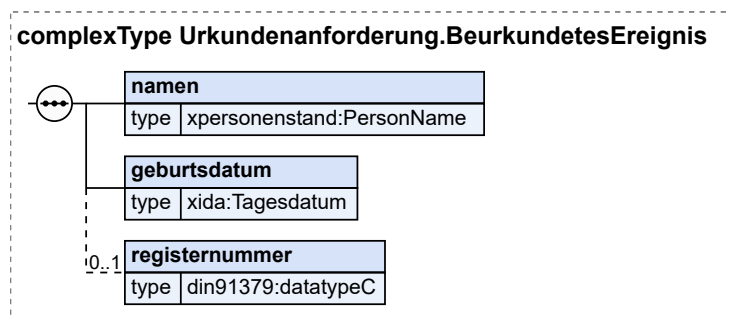 complexType Urkundenanforderung.BeurkundetesEreignis
namen
type xpersonenstand:PersonName
geburtsdatum
type xida:Tagesdatum
0..1 registernummer
type din91379:datatypeC